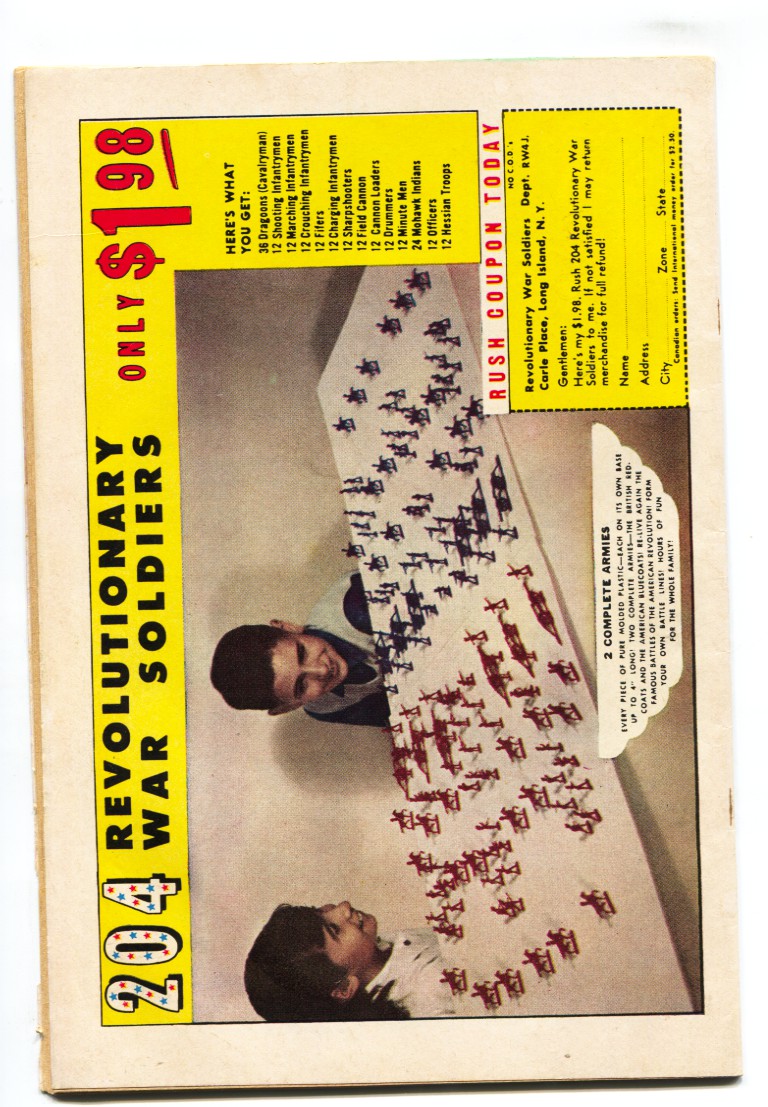 204 REVOLUTIONARY
WAR SOLDIERS
ONLY $1 98
HERE'S WHAT
YOU GET:
36 Dragoons (Cavalryman)
12 Shooting Infantrymen
12 Marching Infantrymen
12 Crouching Infantrymen
12 Fifers
12 Charging Infantrymen
12 Sharpshooters
12 Field Cannon
12 Cannon Loaders
12 Drummers
12 Minute Men
24 Mohawk Indians
12 Officers
12 Hessian Troops
2 COMPLETE ARMIES
EVERY PIECE OF PURE MOLDED PLASTIC—EACH ON ITS OWN BASE
UP TO 4" LONG! TWO COMPLETE ARMIES—THE BRITISH RED-
COATS AND THE AMERICAN BLUECOATS! RE-LIVE AGAIN THE
FAMOUS BATTLES OF THE AMERICAN REVOLUTION! FORM
YOUR OWN BATTLE LINES! HOURS OF FUN
FOR THE WHOLE FAMILY!
RUSH COUPON TODAY
NO C O D's
Revolutionary War Soldiers Dept. RW4J.
Carle Place, Long Island, N. Y.
Gentlemen:
Here's my $1.98. Rush 204 Revolutionary War
Soldiers to me. If not satisfied I may return
merchandise for full refund!
Name
Address
City Zone State
Canadian orders: Send International money order for $2.50.